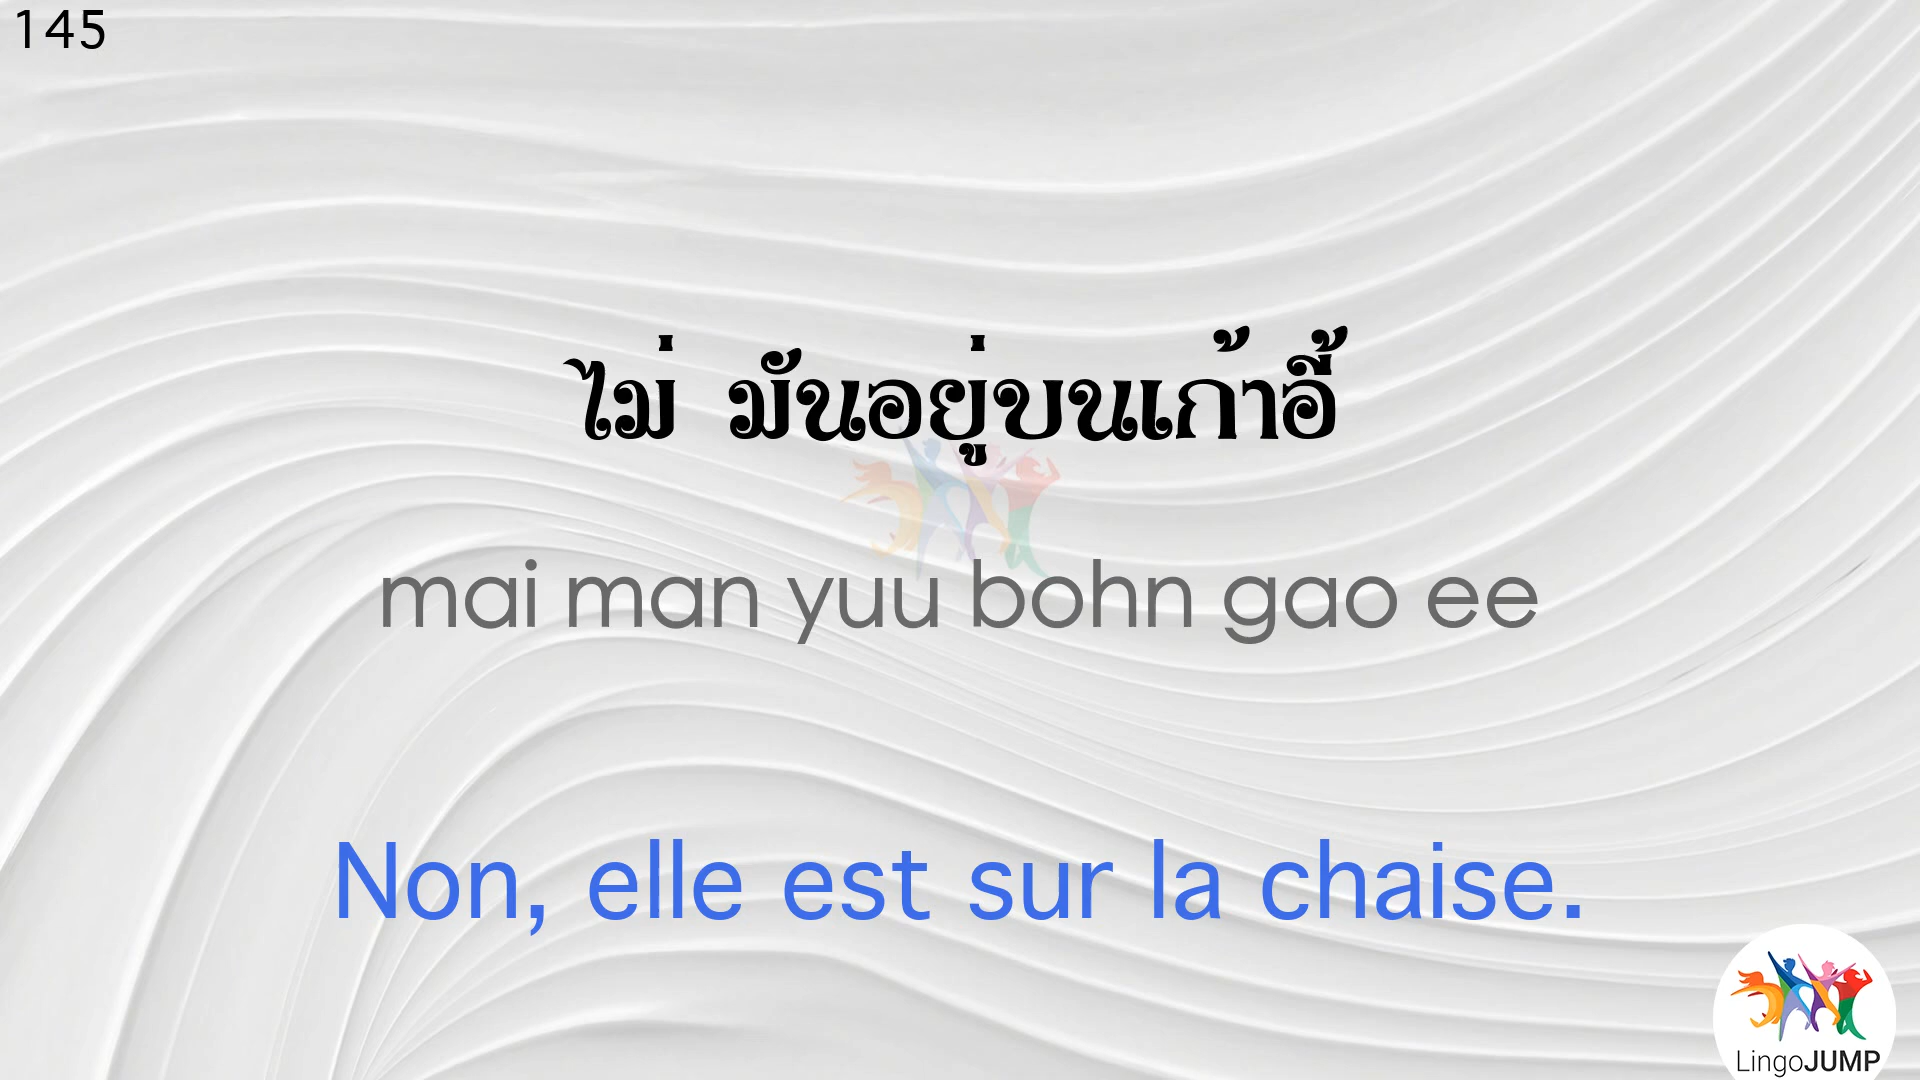 145
ไม่ มันอยู่บนเก้าอี้
mai man yuu bohn gao ee
Non, elle est sur la chaise.
LingoJUMP